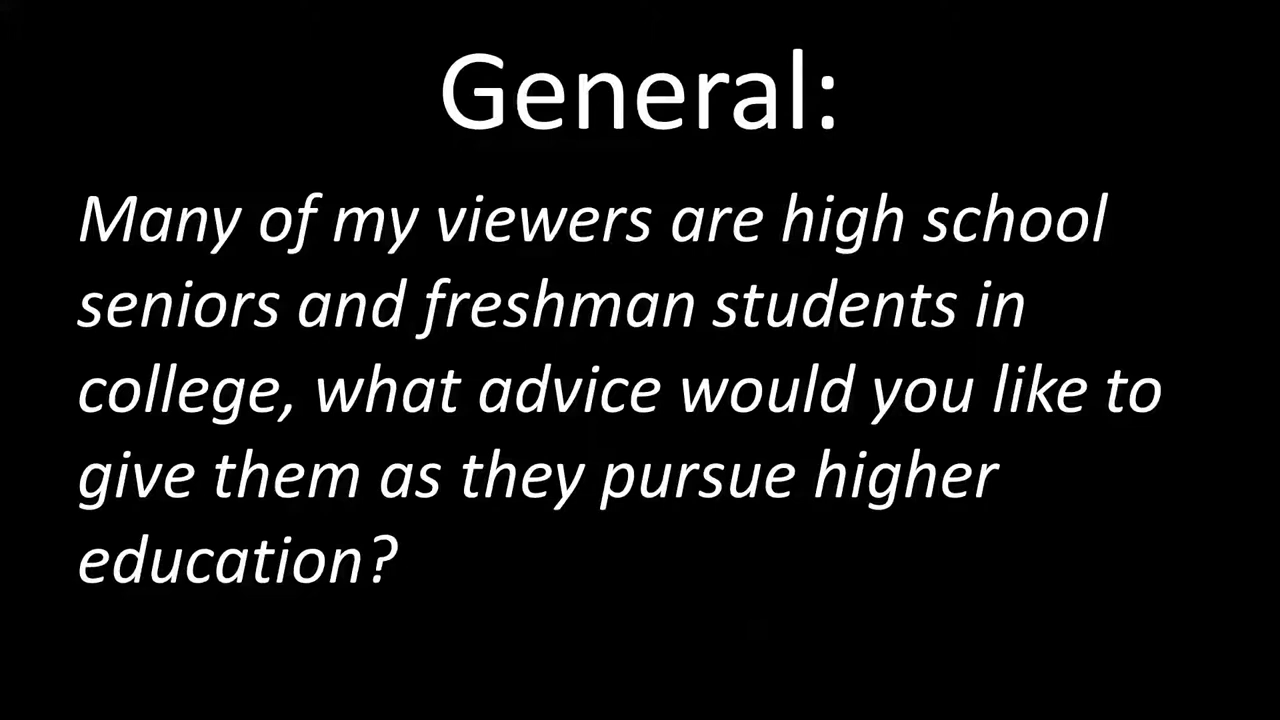 General:
Many of my viewers are high school
seniors and freshman students in
college, what advice would you like to
give them as they pursue higher
education?